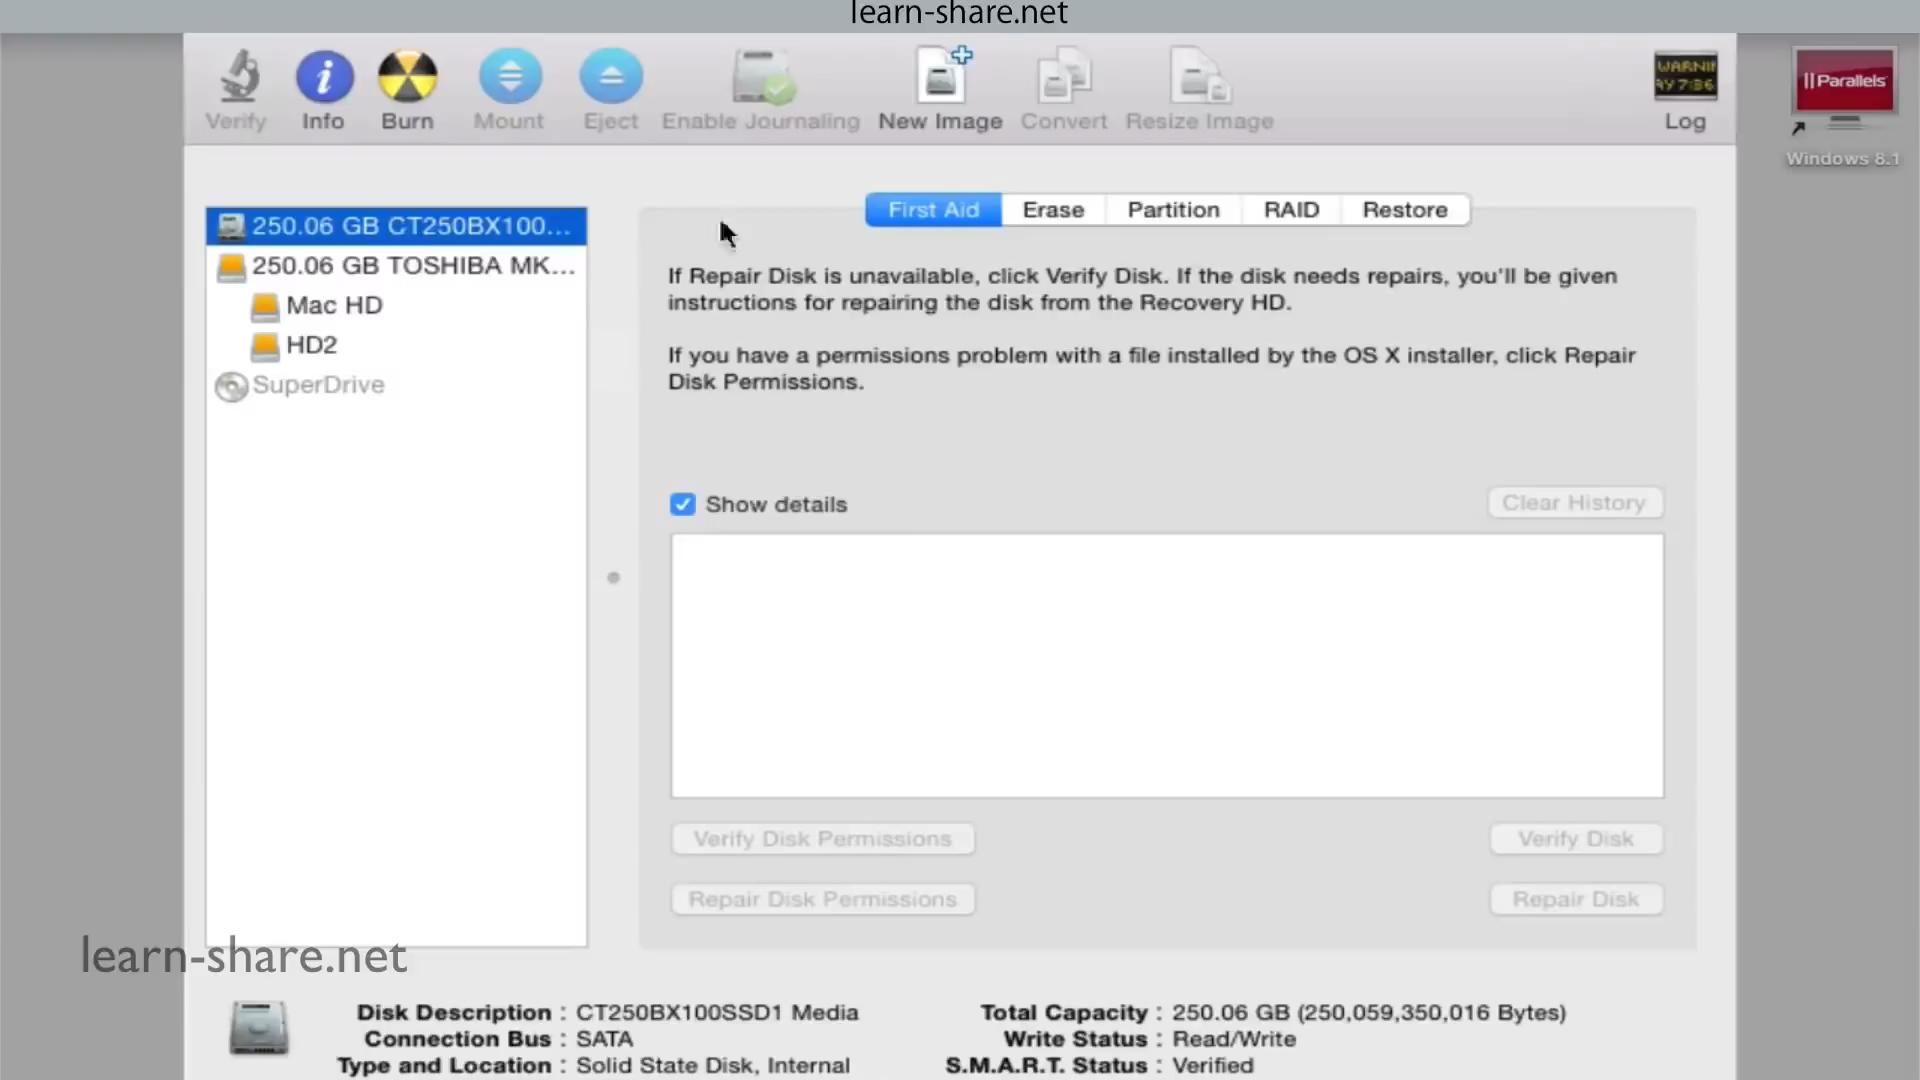 learn-share.net
Verify
Info
Burn
Mount
Eject
Enable Journaling
New Image
Convert
Resize Image
WARNIN
AY 7:36
Log
Parallels
Windows 8.1
First Aid
Erase
Partition
RAID
Restore
250.06 GB CT250BX100...
250.06 GB TOSHIBA MK...
Mac HD
HD2
SuperDrive
If Repair Disk is unavailable, click Verify Disk. If the disk needs repairs, you'll be given
instructions for repairing the disk from the Recovery HD.
If you have a permissions problem with a file installed by the OS X installer, click Repair
Disk Permissions.
Show details
Clear History
Verify Disk Permissions
Verify Disk
Repair Disk Permissions
Repair Disk
learn-share.net
Disk Description : CT250BX100SSD1 Media
Connection Bus : SATA
Type and Location : Solid State Disk, Internal
Total Capacity : 250.06 GB (250,059,350,016 Bytes)
Write Status : Read/Write
S.M.A.R.T. Status : Verified